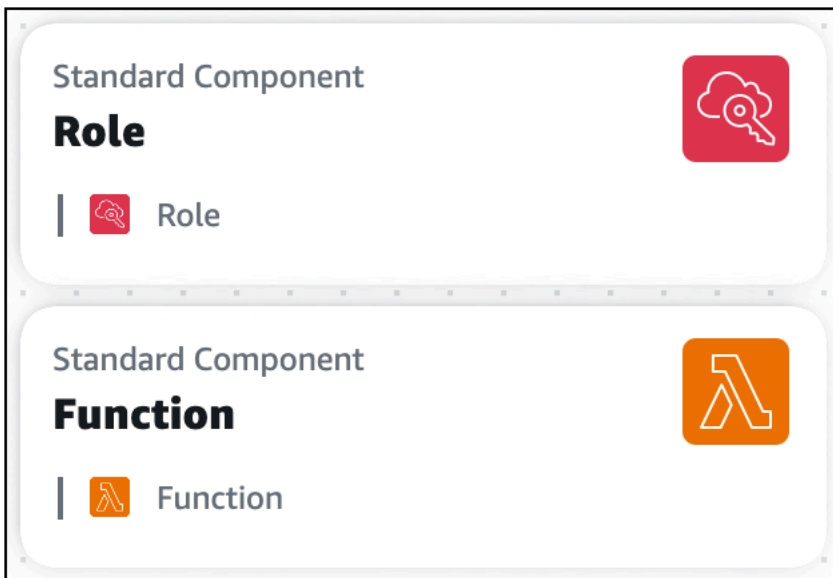 Standard Component
Role
Role
Standard Component
Function
Function